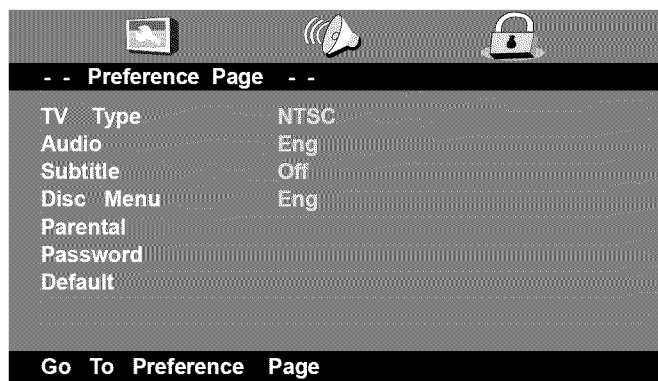 - - Preference Page - -
TV Type NTSC
Audio Eng
Subtitle Off
Disc Menu Eng
Parental
Password
Default
Go To Preference Page